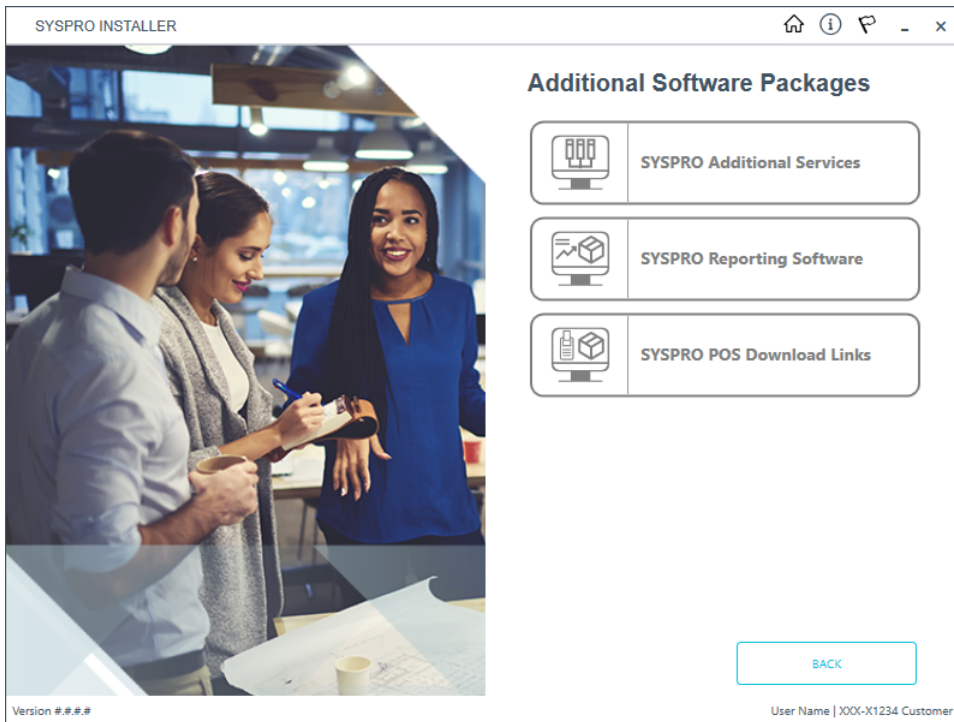 SYSPRO INSTALLER
Additional Software Packages
SYSPRO Additional Services
SYSPRO Reporting Software
SYSPRO POS Download Links
BACK
Version #.#.#.#
User Name | XXX-X1234 Customer